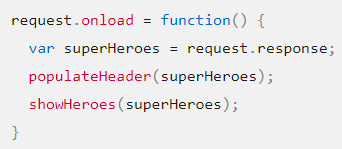 request.onload = function() {
  var superHeroes = request.response;
  populateHeader(superHeroes);
  showHeroes(superHeroes);
}